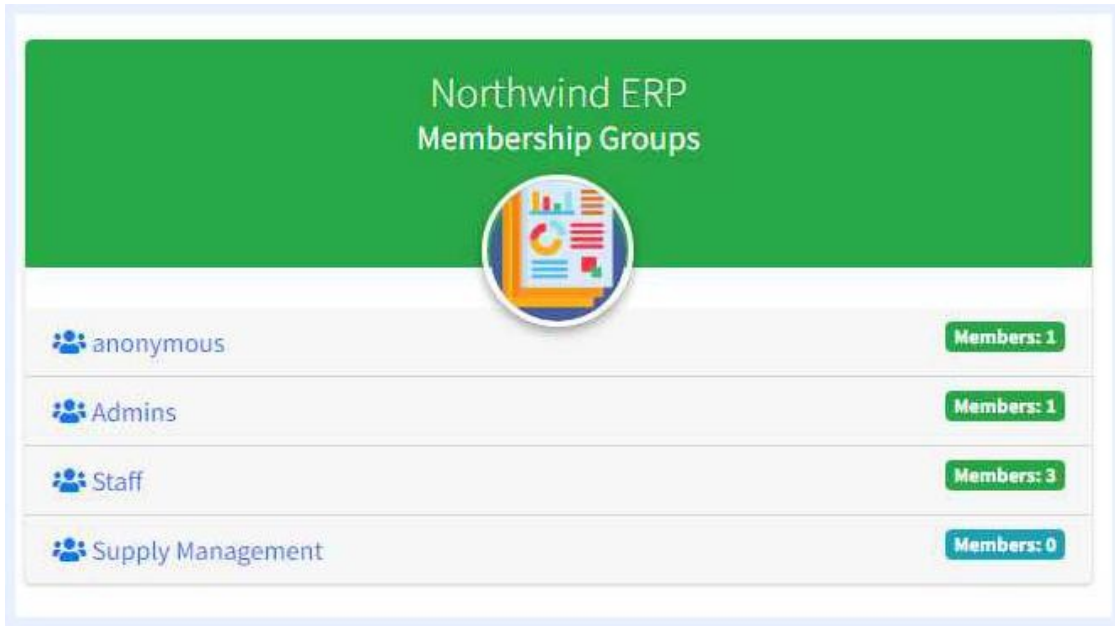 Northwind ERP
Membership Groups
anonymous Members: 1
Admins Members: 1
Staff Members: 3
Supply Management Members: 0